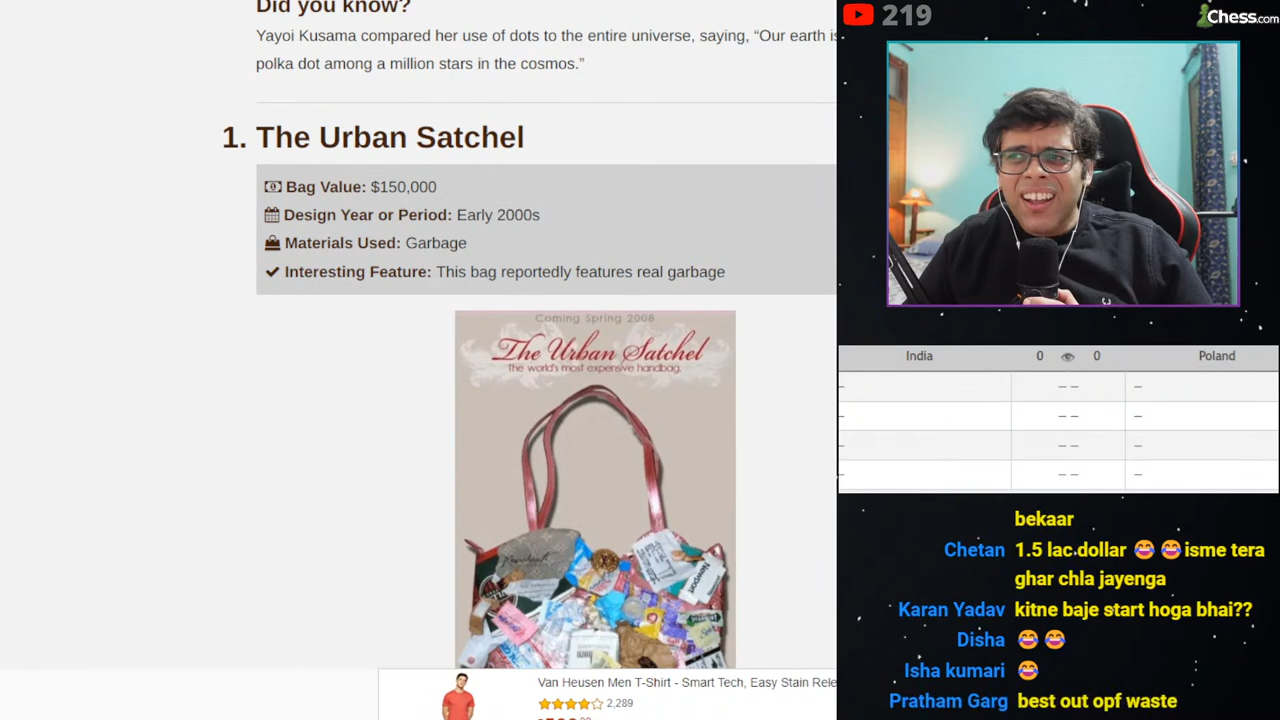 Did you know?
Yayoi Kusama compared her use of dots to the entire universe, saying, “Our earth is
polka dot among a million stars in the cosmos.”
1. The Urban Satchel
Bag Value: $150,000
Design Year or Period: Early 2000s
Materials Used: Garbage
Interesting Feature: This bag reportedly features real garbage
Coming Spring 2008
The Urban Satchel
The world's most expensive handbag.
Newport
Van Heusen Men T-Shirt - Smart Tech, Easy Stain Rele
2,289
219
Chess.com
India 0 0 Poland
– – – –
– – – –
– – – –
– – – –
bekaar
Chetan 1.5 lac dollar 😂 😂 isme tera
ghar chla jayenga
Karan Yadav kitne baje start hoga bhai??
Disha 😂 😂
Isha kumari 😂
Pratham Garg best out opf waste